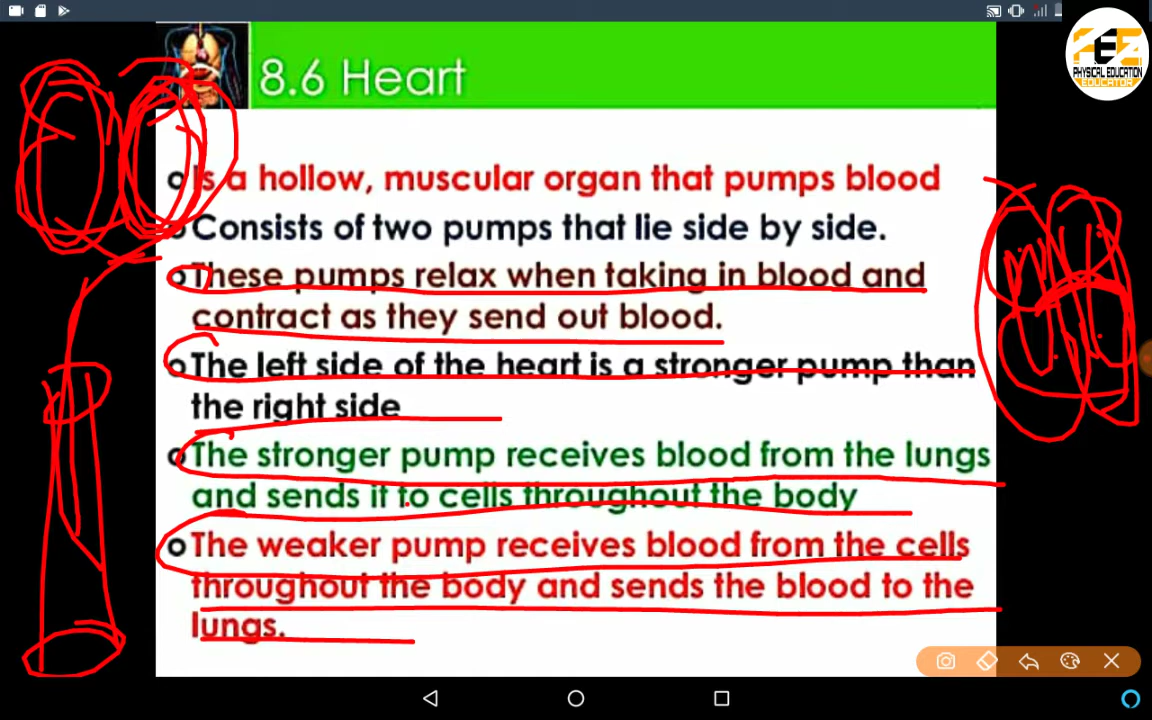 8.6 Heart
PHYSICAL EDUCATION
EDUCATOR
Is a hollow, muscular organ that pumps blood
Consists of two pumps that lie side by side.
These pumps relax when taking in blood and
contract as they send out blood.
The left side of the heart is a stronger pump than
the right side
The stronger pump receives blood from the lungs
and sends it to cells throughout the body
The weaker pump receives blood from the cells
throughout the body and sends the blood to the
lungs.